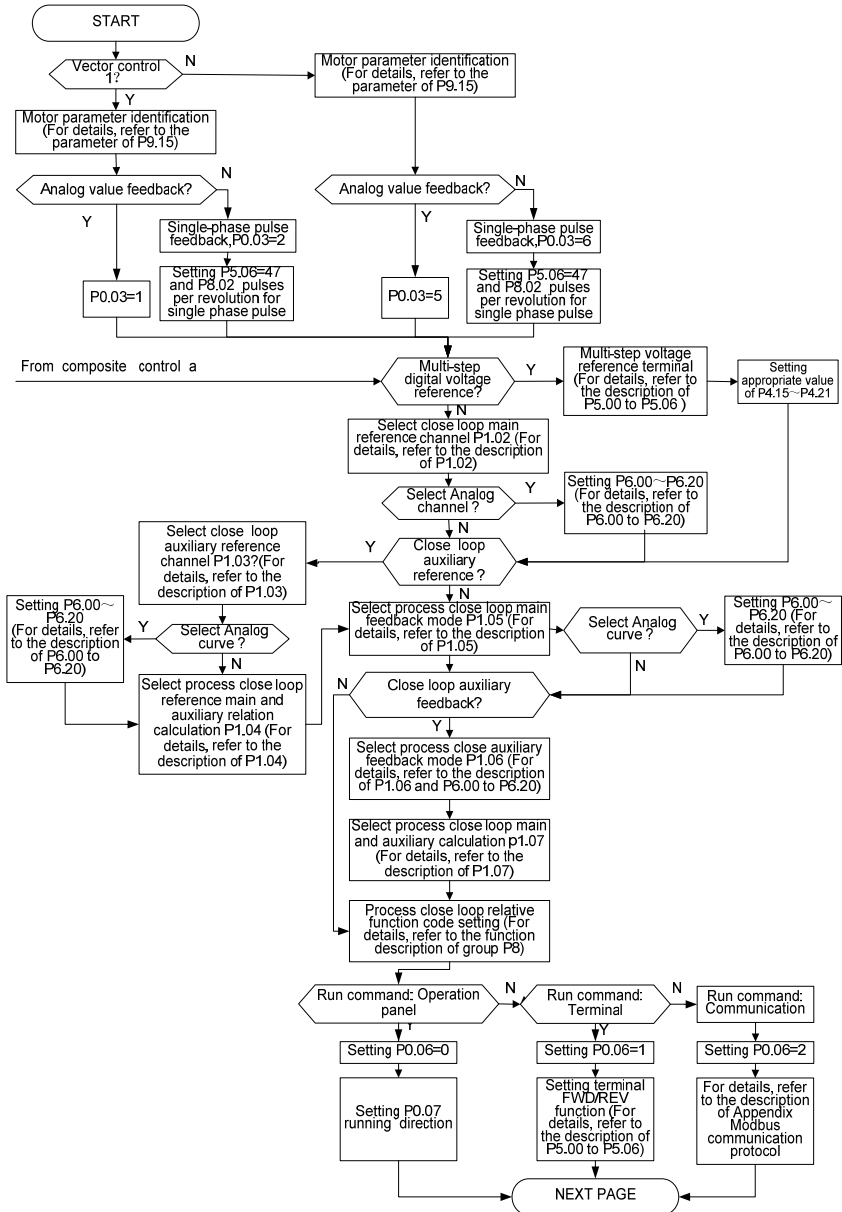 START
Vector control
1?
N
Y
Motor parameter identification
(For details, refer to the
parameter of P9.15)
Motor parameter identification
(For details, refer to the
parameter of P9.15)
Analog value feedback?
N
Y
Single-phase pulse
feedback,P0.03=2
Setting P5.06=47
and P8.02 pulses
per revolution for
single phase pulse
P0.03=1
Analog value feedback?
N
Y
Single-phase pulse
feedback,P0.03=6
Setting P5.06=47
and P8.02 pulses
per revolution for
single phase pulse
P0.03=5
From composite control a
Multi-step
digital voltage
reference?
Y
N
Multi-step voltage
reference terminal
(For details, refer to
the description of
P5.00 to P5.06 )
Setting
appropriate value
of P4.15～P4.21
Select close loop main
reference channel P1.02 (For
details, refer to the description
of P1.02)
Select Analog
channel ?
Y
N
Setting P6.00～P6.20
(For details, refer to
the description of
P6.00 to P6.20)
Close loop
auxiliary
reference ?
Y
N
Select close loop
auxiliary reference
channel P1.03?(For
details, refer to the
description of P1.03)
Select Analog
curve ?
Y
N
Setting P6.00～
P6.20
(For details, refer
to the description
of P6.00 to
P6.20)
Select process close loop
reference main and
auxiliary relation
calculation P1.04 (For
details, refer to the
description of P1.04)
Select process close loop main
feedback mode P1.05 (For
details, refer to the description
of P1.05)
Select Analog
curve ?
Y
N
Setting P6.00～
P6.20 (For
details, refer to
the description of
P6.00 to P6.20)
Close loop auxiliary
feedback?
N
Y
Select process close auxiliary
feedback mode P1.06 (For
details, refer to the description
of P1.06 and P6.00 to P6.20)
Select process close loop main
and auxiliary calculation p1.07
(For details, refer to the
description of P1.07)
Process close loop relative
function code setting (For
details, refer to the function
description of group P8)
Run command: Operation
panel
N
Y
Run command:
Terminal
N
Y
Run command:
Communication
Setting P0.06=0
Setting P0.06=1
Setting P0.06=2
Setting P0.07
running direction
Setting terminal
FWD/REV
function (For
details, refer to
the description of
P5.00 to P5.06)
For details, refer
to the description
of Appendix
Modbus
communication
protocol
NEXT PAGE